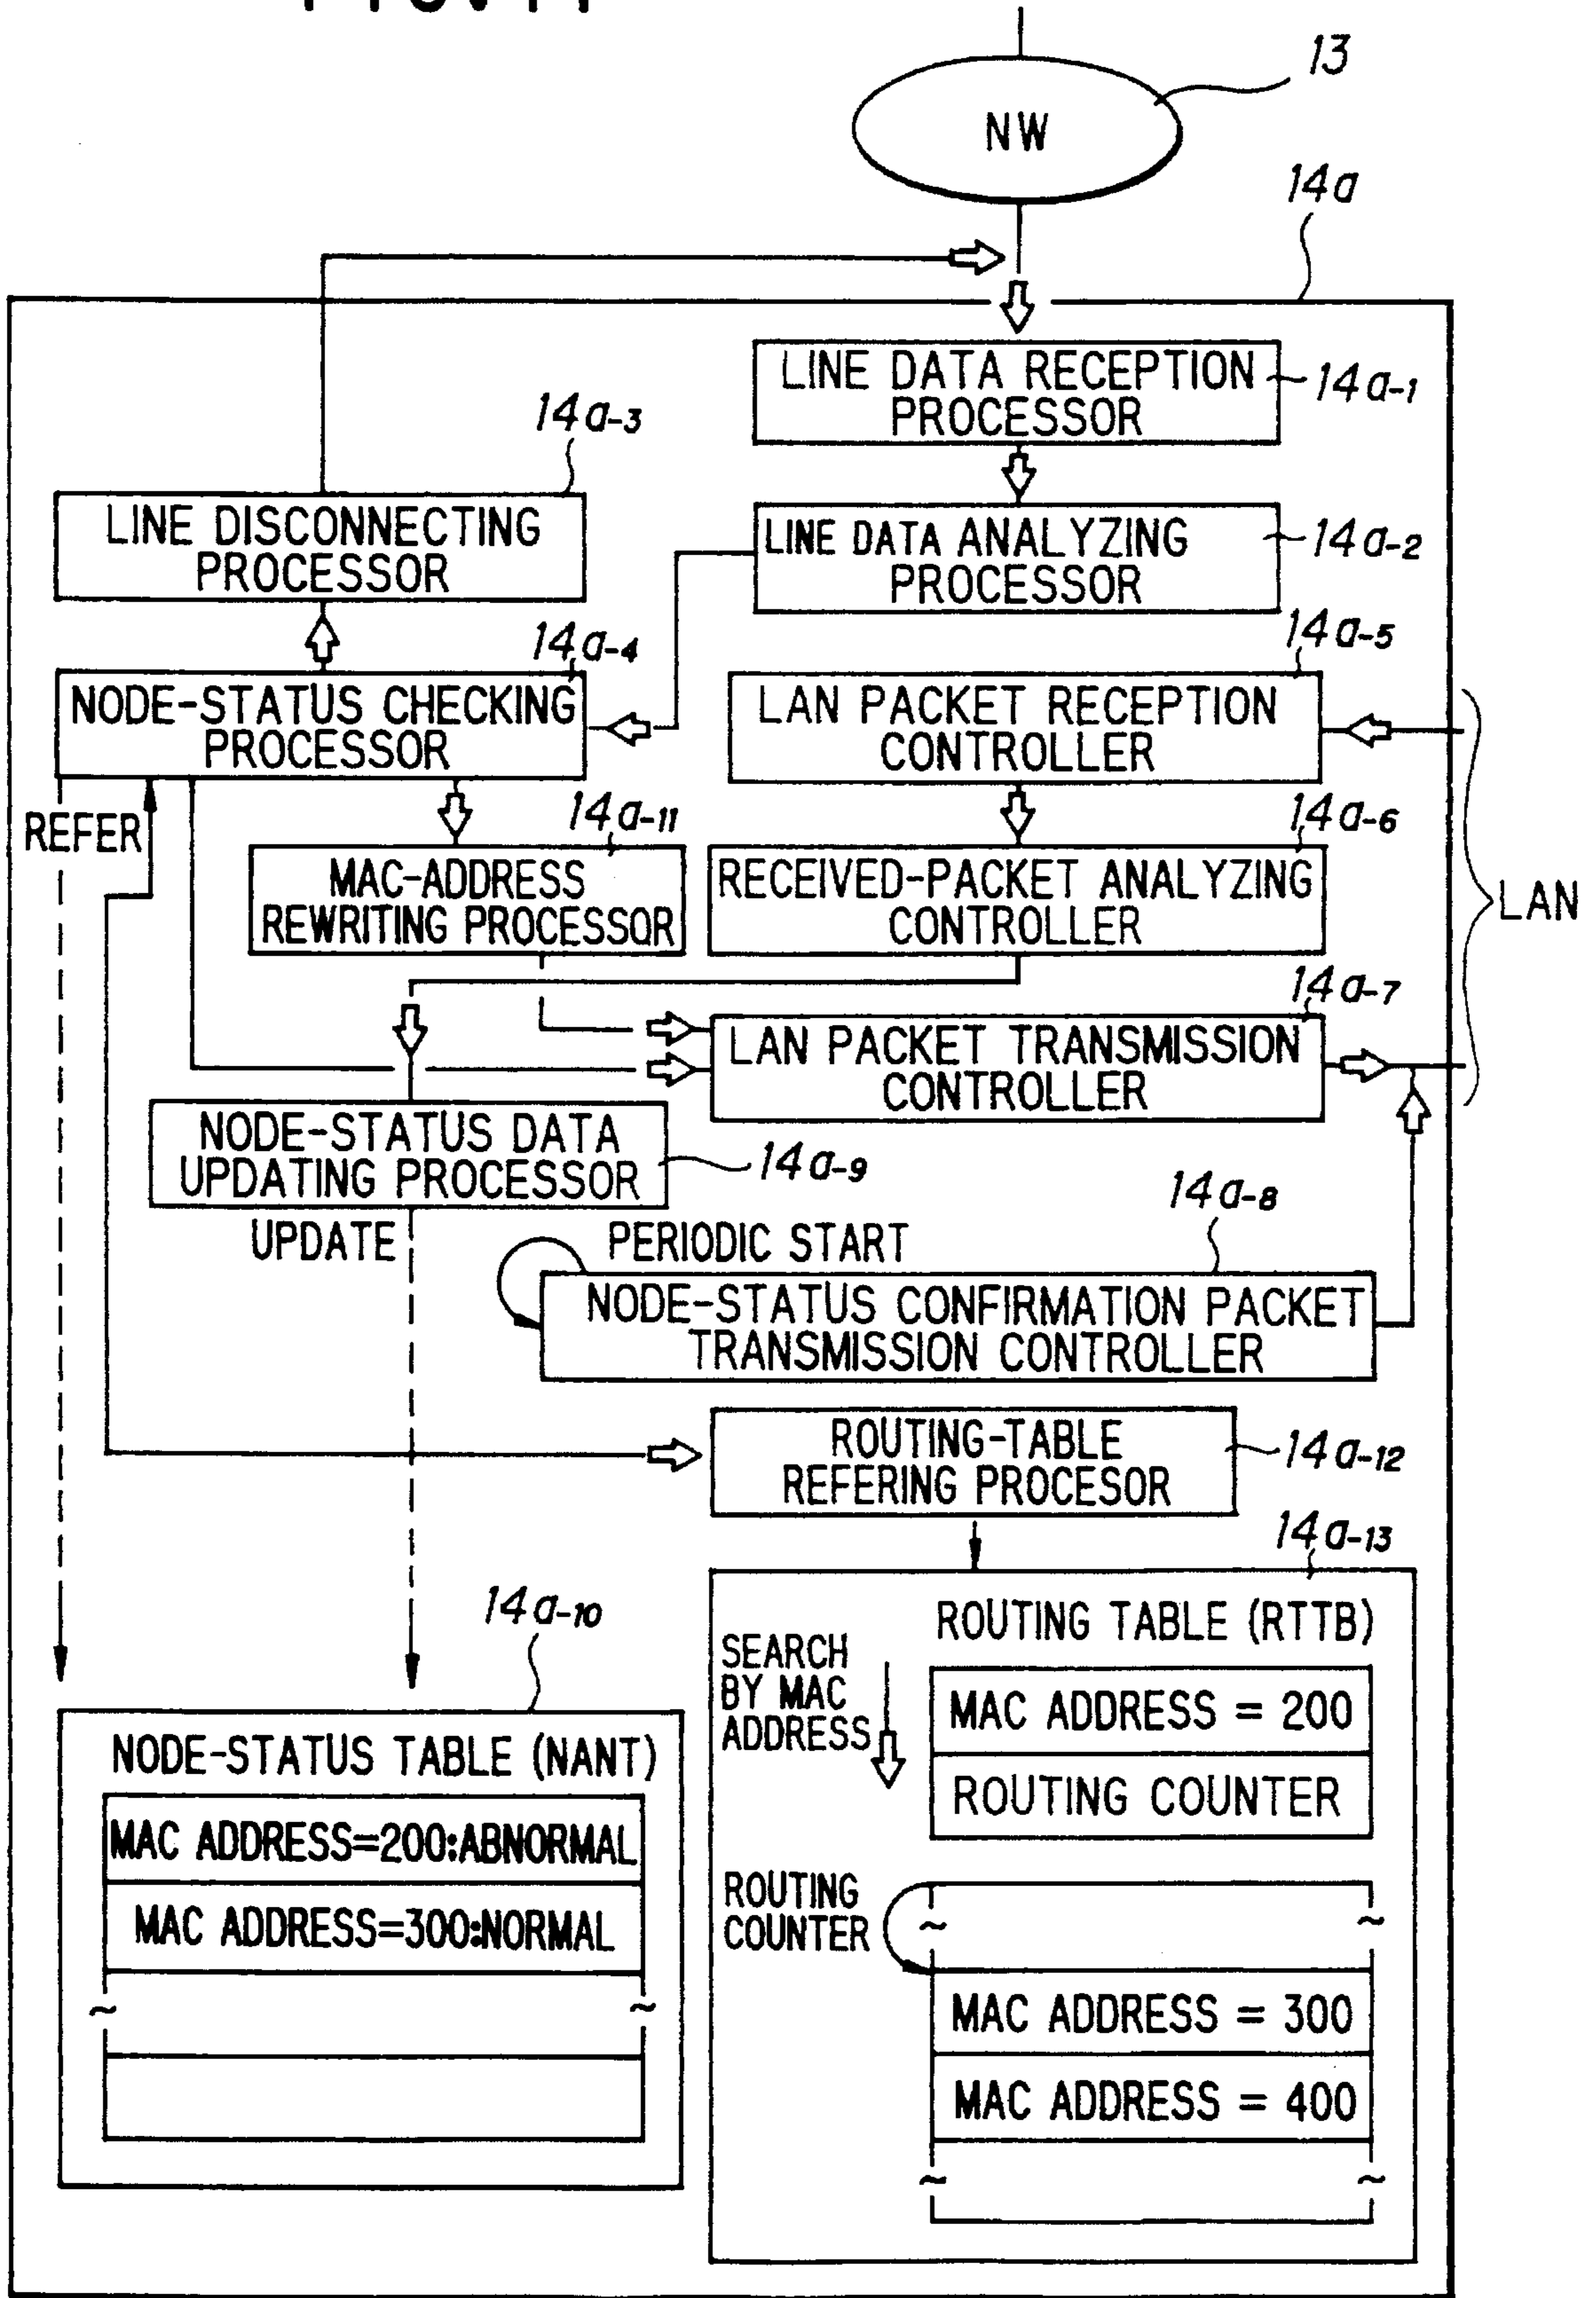 NW
13
14a
LINE DATA RECEPTION
PROCESSOR
14a-1
14a-3
LINE DISCONNECTING
PROCESSOR
LINE DATA ANALYZING
PROCESSOR
14a-2
14a-4
14a-5
NODE-STATUS CHECKING
PROCESSOR
LAN PACKET RECEPTION
CONTROLLER
REFER
14a-11
14a-6
MAC-ADDRESS
REWRITING PROCESSOR
RECEIVED-PACKET ANALYZING
CONTROLLER
LAN
14a-7
LAN PACKET TRANSMISSION
CONTROLLER
NODE-STATUS DATA
UPDATING PROCESSOR
14a-9
14a-8
UPDATE
PERIODIC START
NODE-STATUS CONFIRMATION PACKET
TRANSMISSION CONTROLLER
ROUTING-TABLE
REFERING PROCESOR
14a-12
14a-13
14a-10
ROUTING TABLE (RTTB)
SEARCH
BY MAC
ADDRESS
MAC ADDRESS = 200
ROUTING COUNTER
NODE-STATUS TABLE (NANT)
MAC ADDRESS=200:ABNORMAL
MAC ADDRESS=300:NORMAL
ROUTING
COUNTER
MAC ADDRESS = 300
MAC ADDRESS = 400